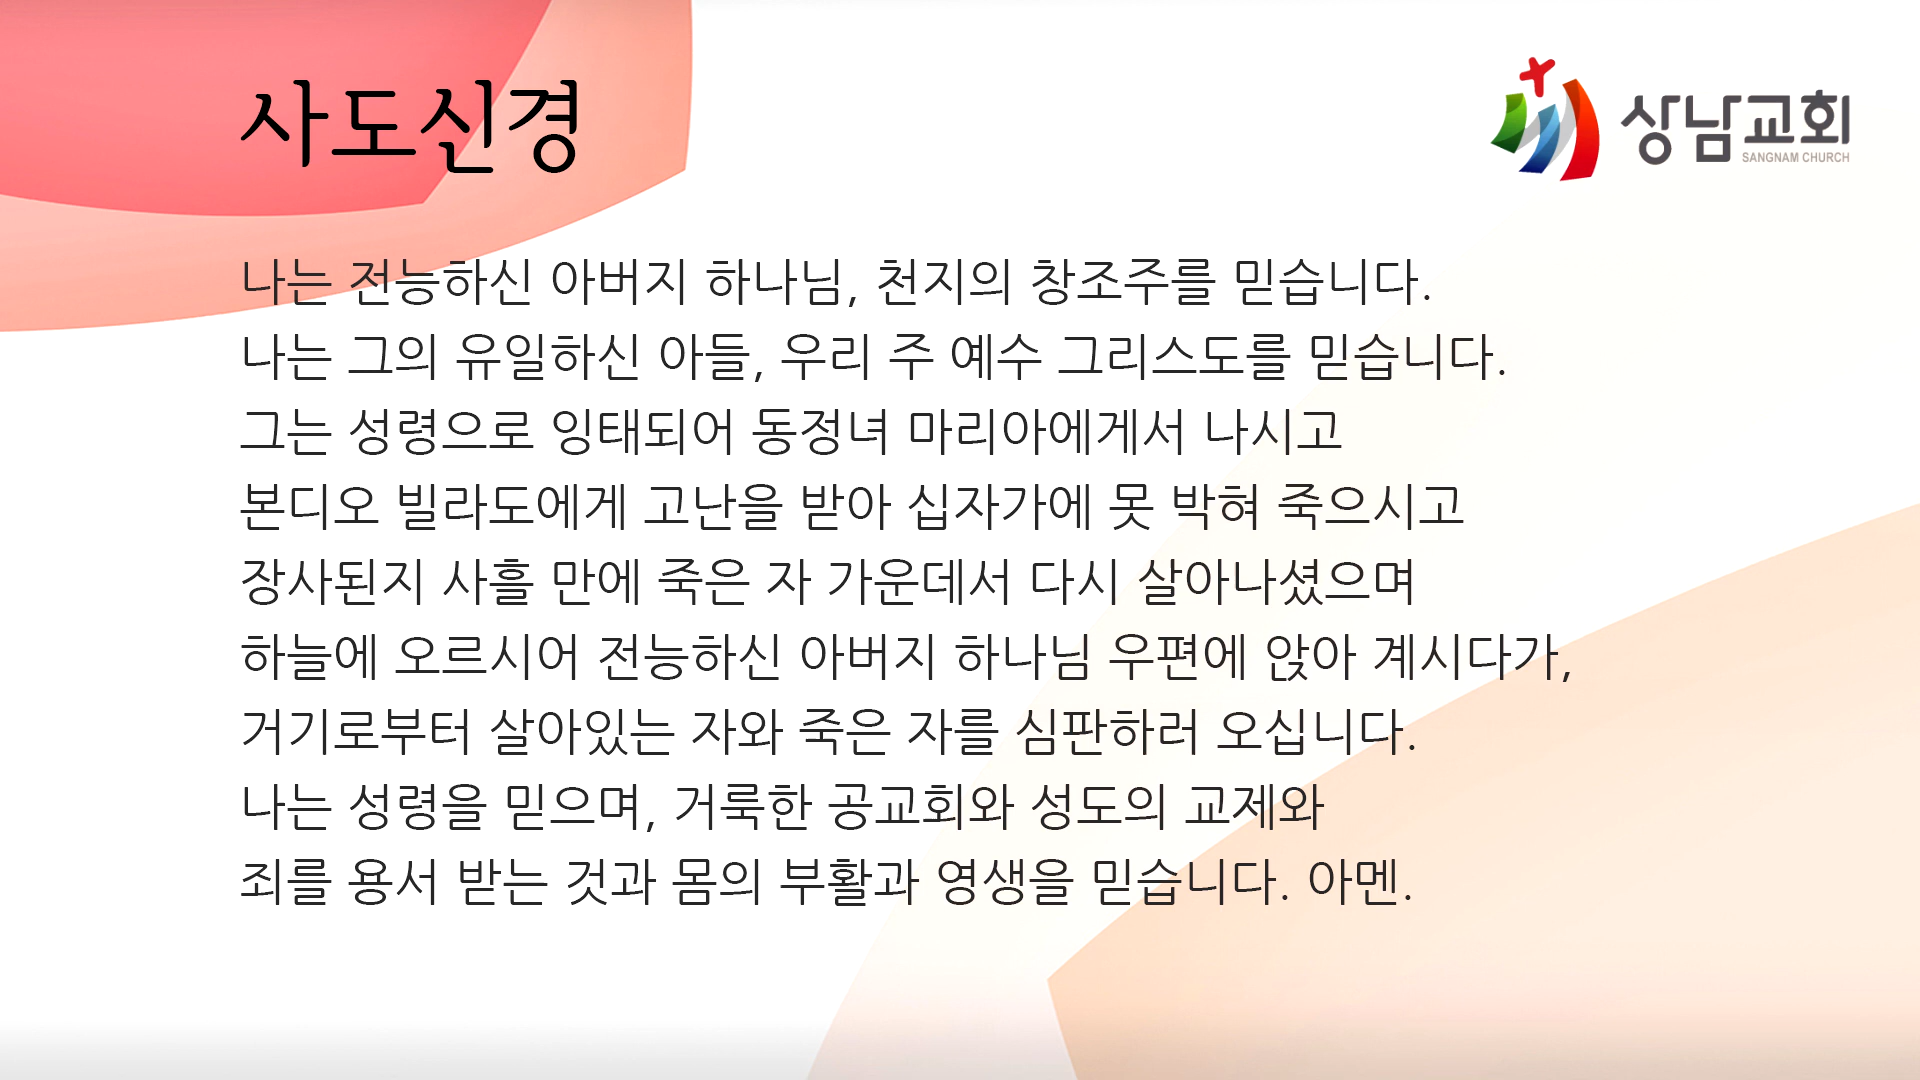 사도신경
상남교회
SANGNAM CHURCH
나는 전능하신 아버지 하나님, 천지의 창조주를 믿습니다.
나는 그의 유일하신 아들, 우리 주 예수 그리스도를 믿습니다.
그는 성령으로 잉태되어 동정녀 마리아에게서 나시고
본디오 빌라도에게 고난을 받아 십자가에 못 박혀 죽으시고
장사된지 사흘 만에 죽은 자 가운데서 다시 살아나셨으며
하늘에 오르시어 전능하신 아버지 하나님 우편에 앉아 계시다가,
거기로부터 살아있는 자와 죽은 자를 심판하러 오십니다.
나는 성령을 믿으며, 거룩한 공교회와 성도의 교제와
죄를 용서 받는 것과 몸의 부활과 영생을 믿습니다. 아멘.